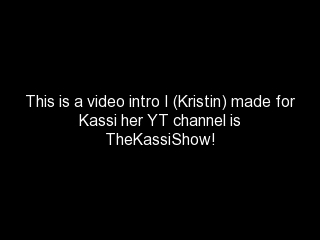 This is a video intro I (Kristin) made for
Kassi her YT channel is
TheKassiShow!